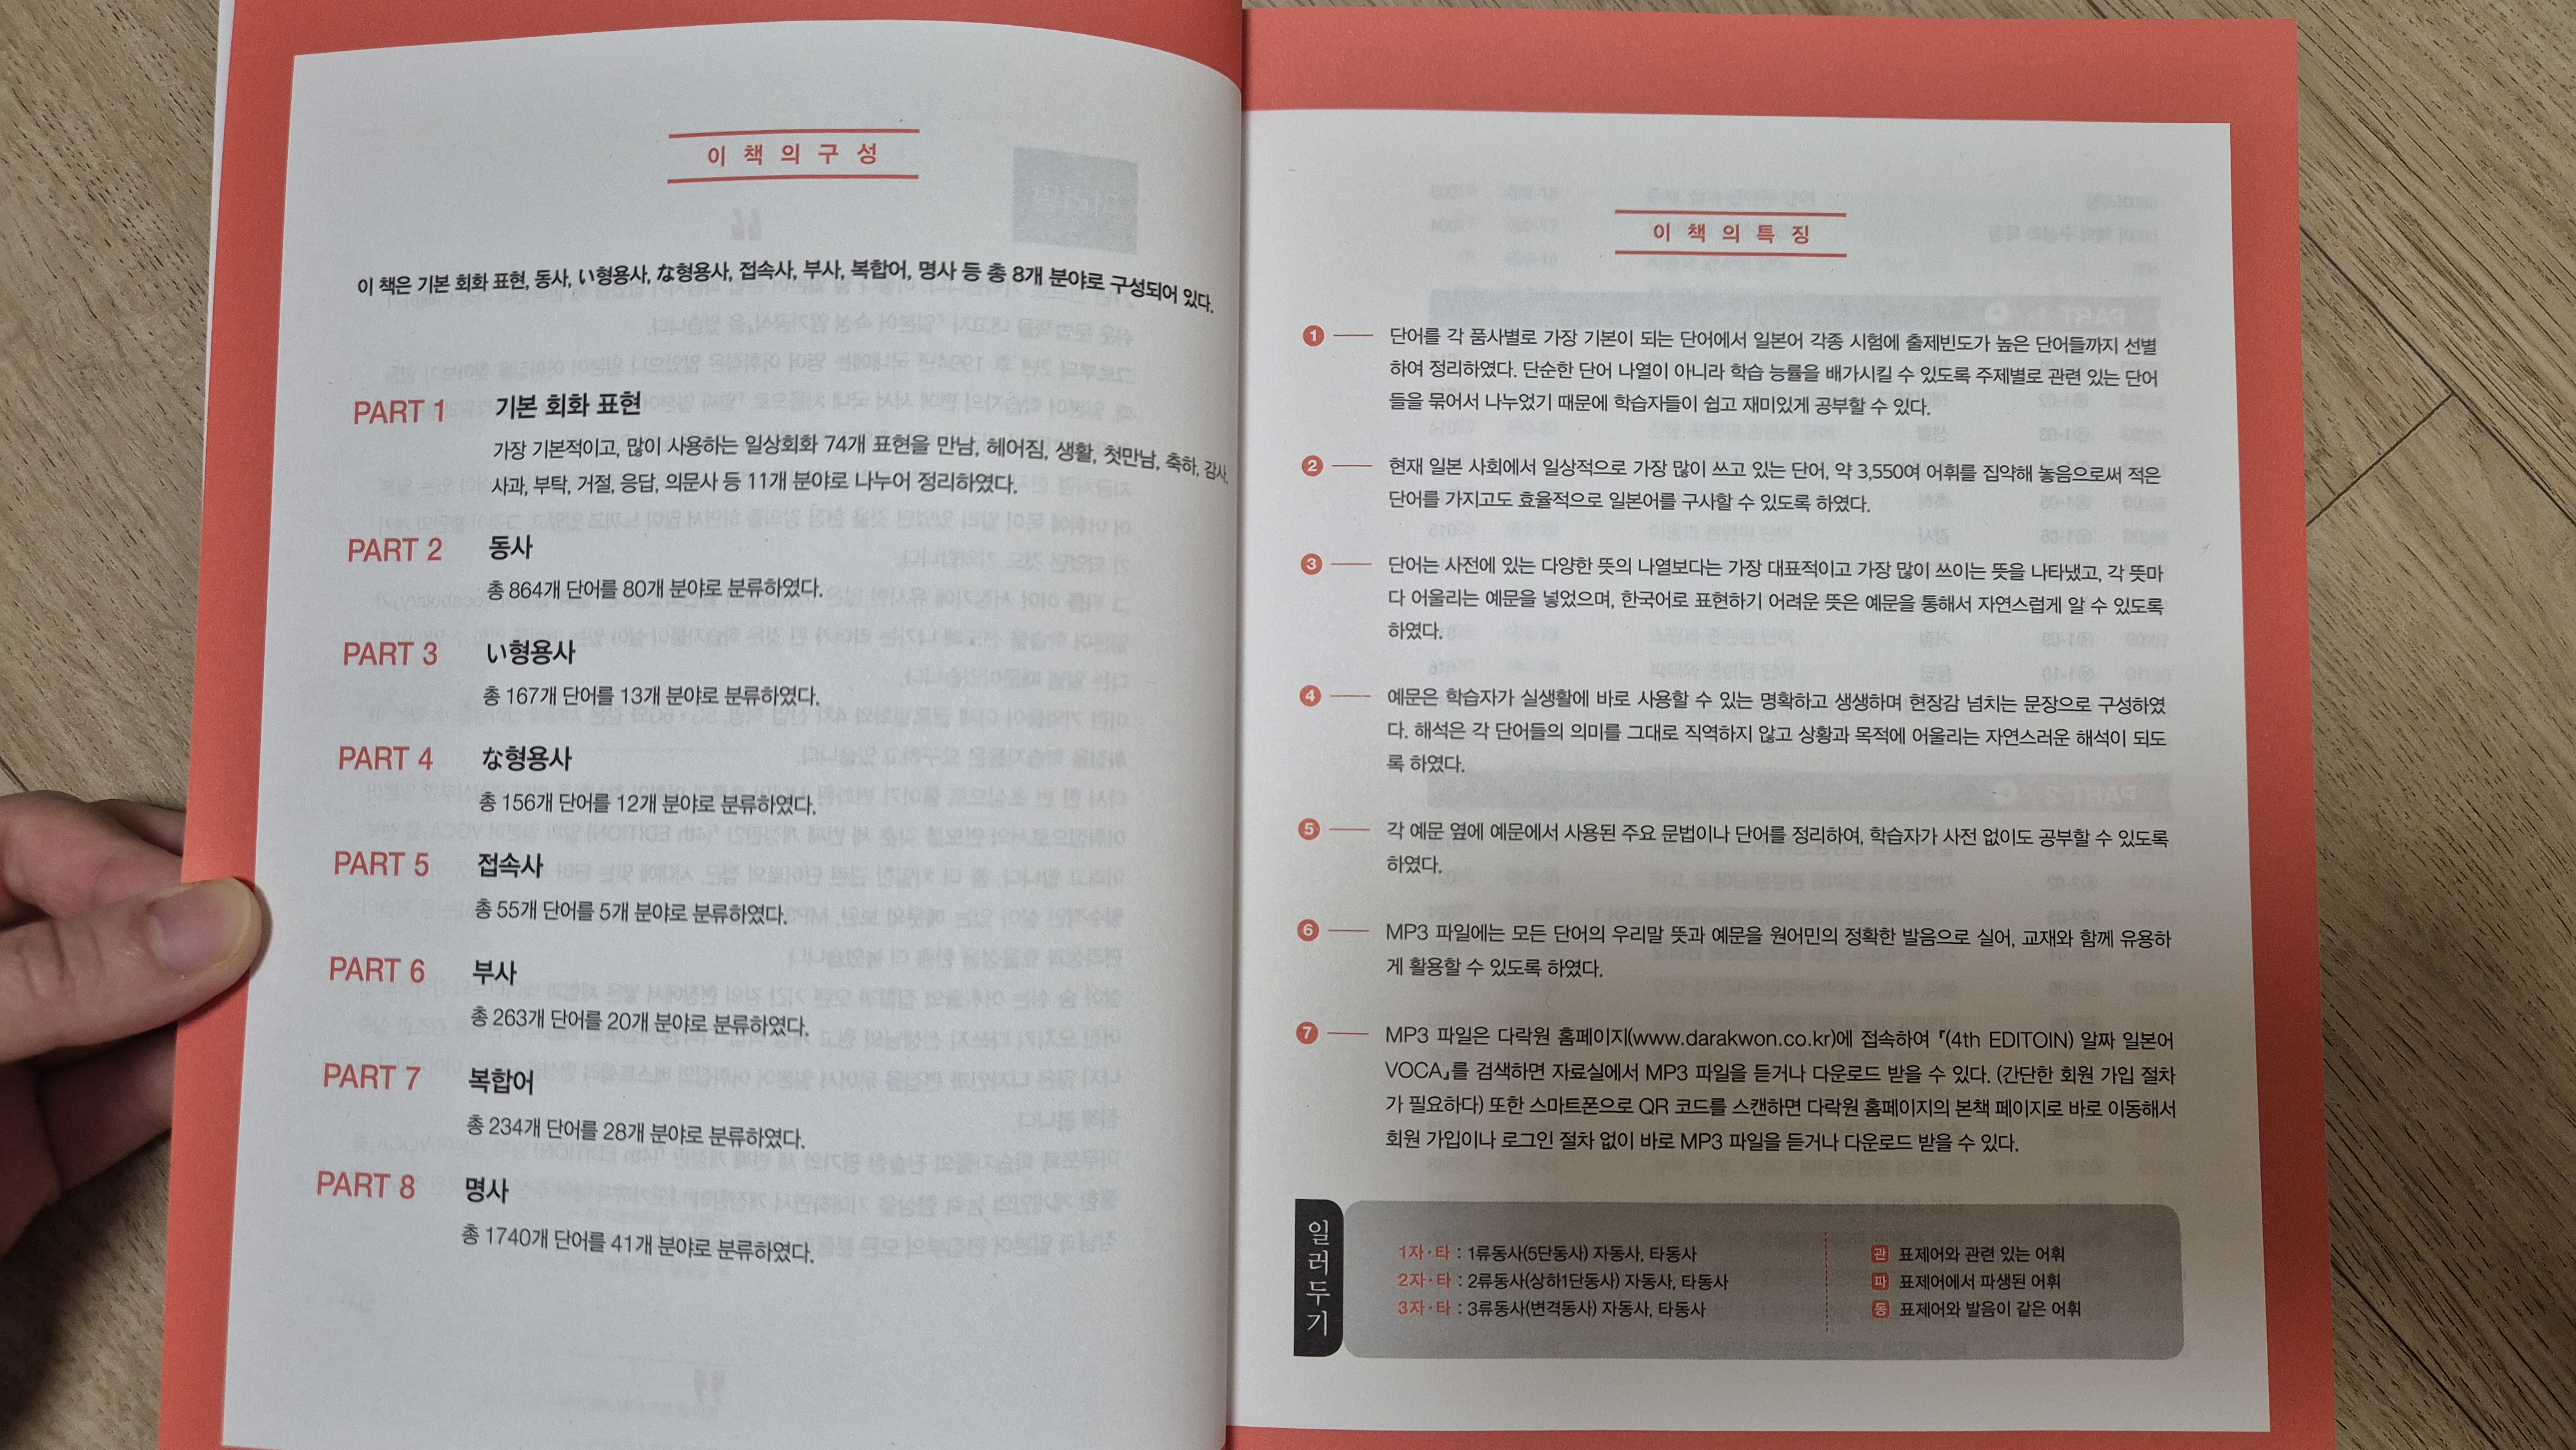 이 책의 구성
이 책은 기본 회화 표현, 동사, い형용사, な형용사, 접속사, 부사, 복합어, 명사 등 총 8개 분야로 구성되어 있다.
PART 1 기본 회화 표현
가장 기본적이고, 많이 사용하는 일상회화 74개 표현을 만남, 헤어짐, 생활, 첫만남, 축하, 감사,
사과, 부탁, 거절, 응답, 의문사 등 11개 분야로 나누어 정리하였다.
PART 2 동사
총 864개 단어를 80개 분야로 분류하였다.
PART 3 い형용사
총 167개 단어를 13개 분야로 분류하였다.
PART 4 な형용사
총 156개 단어를 12개 분야로 분류하였다.
PART 5 접속사
총 55개 단어를 5개 분야로 분류하였다.
PART 6 부사
총 263개 단어를 20개 분야로 분류하였다.
PART 7 복합어
총 234개 단어를 28개 분야로 분류하였다.
PART 8 명사
총 1740개 단어를 41개 분야로 분류하였다.
이 책의 특징
1 단어를 각 품사별로 가장 기본이 되는 단어에서 일본어 각종 시험에 출제빈도가 높은 단어들까지 선별
하여 정리하였다. 단순한 단어 나열이 아니라 학습 능률을 배가시킬 수 있도록 주제별로 관련 있는 단어
들을 묶어서 나누었기 때문에 학습자들이 쉽고 재미있게 공부할 수 있다.
2 현재 일본 사회에서 일상적으로 가장 많이 쓰고 있는 단어, 약 3,550여 어휘를 집약해 놓음으로써 적은
단어를 가지고도 효율적으로 일본어를 구사할 수 있도록 하였다.
3 단어는 사전에 있는 다양한 뜻의 나열보다는 가장 대표적이고 가장 많이 쓰이는 뜻을 나타냈고, 각 뜻마
다 어울리는 예문을 넣었으며, 한국어로 표현하기 어려운 뜻은 예문을 통해서 자연스럽게 알 수 있도록
하였다.
4 예문은 학습자가 실생활에 바로 사용할 수 있는 명확하고 생생하며 현장감 넘치는 문장으로 구성하였
다. 해석은 각 단어들의 의미를 그대로 직역하지 않고 상황과 목적에 어울리는 자연스러운 해석이 되도
록 하였다.
5 각 예문 옆에 예문에서 사용된 주요 문법이나 단어를 정리하여, 학습자가 사전 없이도 공부할 수 있도록
하였다.
6 MP3 파일에는 모든 단어의 우리말 뜻과 예문을 원어민의 정확한 발음으로 실어, 교재와 함께 유용하
게 활용할 수 있도록 하였다.
7 MP3 파일은 다락원 홈페이지(www.darakwon.co.kr)에 접속하여 『(4th EDITOIN) 알짜 일본어
VOCA』를 검색하면 자료실에서 MP3 파일을 듣거나 다운로드 받을 수 있다. (간단한 회원 가입 절차
가 필요하다) 또한 스마트폰으로 QR 코드를 스캔하면 다락원 홈페이지의 본책 페이지로 바로 이동해서
회원 가입이나 로그인 절차 없이 바로 MP3 파일을 듣거나 다운로드 받을 수 있다.
일러두기
1자·타 : 1류동사(5단동사) 자동사, 타동사
2자·타 : 2류동사(상하1단동사) 자동사, 타동사
3자·타 : 3류동사(변격동사) 자동사, 타동사
관 표제어와 관련 있는 어휘
파 표제어에서 파생된 어휘
동 표제어와 발음이 같은 어휘